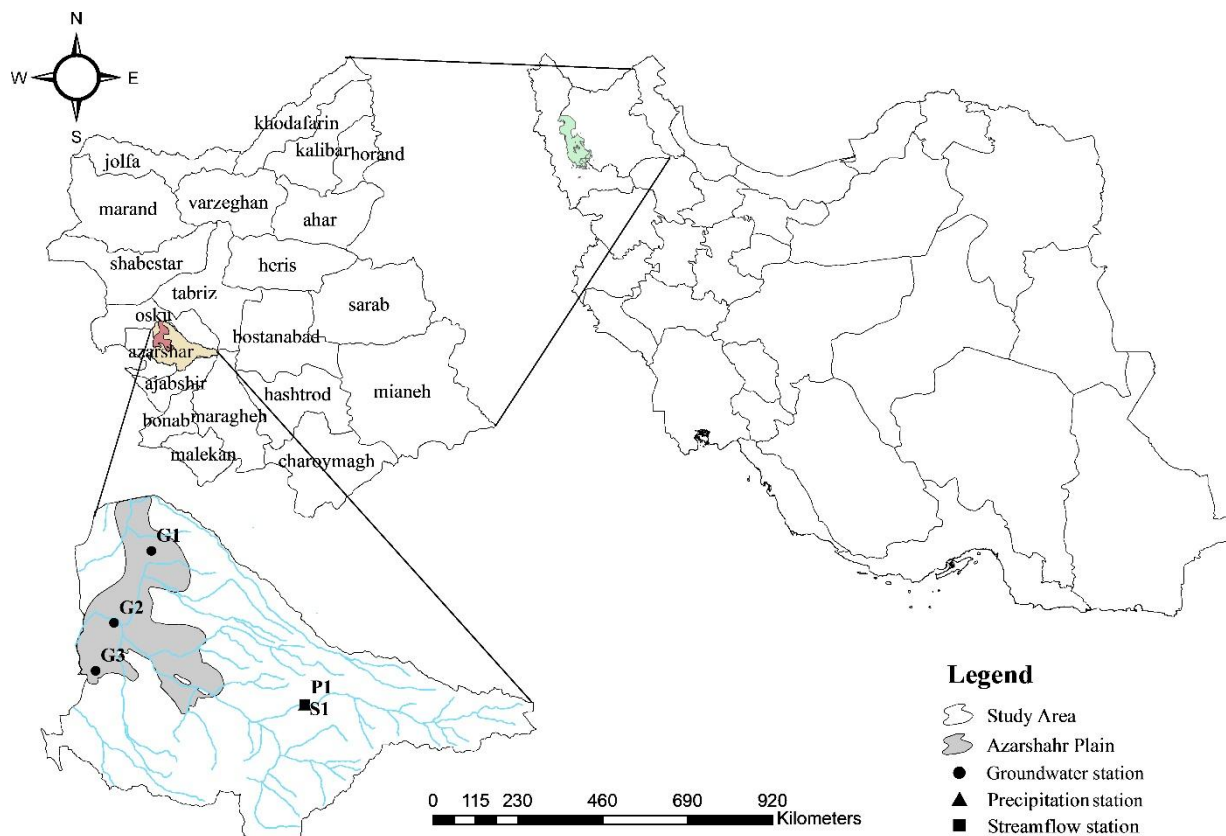 N
W E
S
khodafarin
kalibar
horand
jolfa
marand
varzeghan
ahar
shabestar
heris
tabriz
sarab
osku
bostanabad
azarshar
ajabshir
hashtrod
mianeh
bonab
maragheh
malekan
charoymagh
G1
G2
G3
P1
S1
Legend
Study Area
Azarshahr Plain
Groundwater station
Precipitation station
Streamflow station
0 115 230 460 690 920
Kilometers